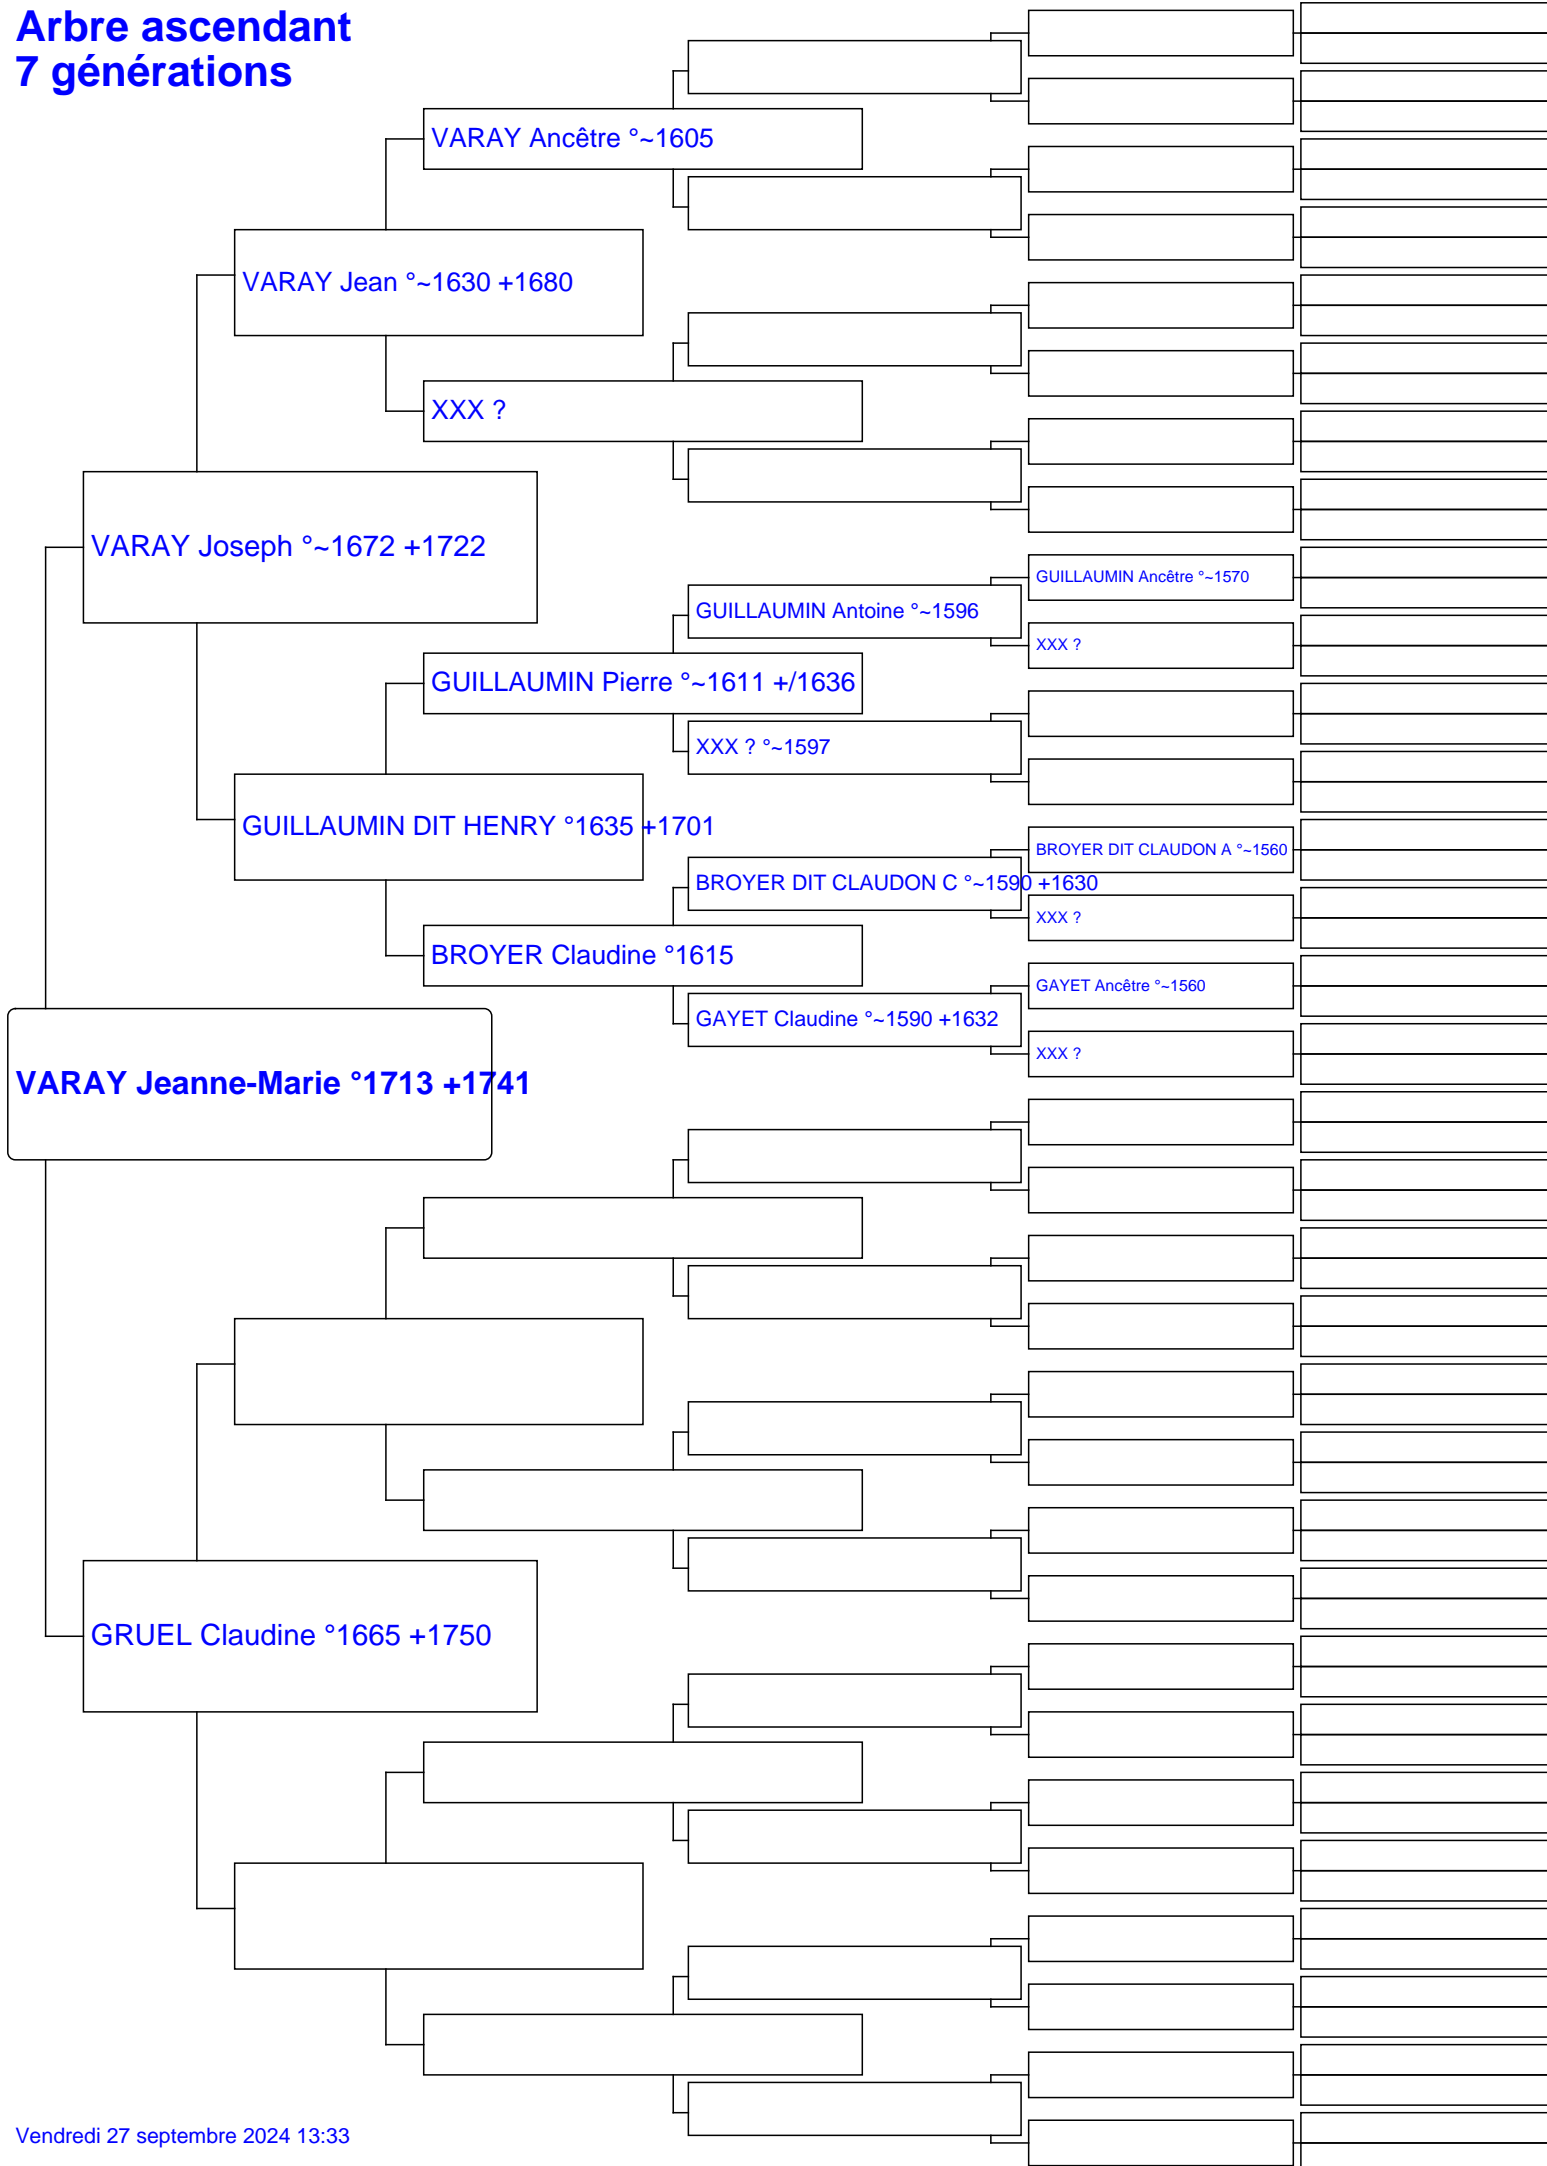 Arbre ascendant
7 générations
VARAY Ancêtre °~1605
VARAY Jean °~1630 +1680
XXX ?
VARAY Joseph °~1672 +1722
GUILLAUMIN Ancêtre °~1570
GUILLAUMIN Antoine °~1596
XXX ?
GUILLAUMIN Pierre °~1611 +/1636
XXX ? °~1597
GUILLAUMIN DIT HENRY °1635 +1701
BROYER DIT CLAUDON A °~1560
BROYER DIT CLAUDON C °~1590 +1630
XXX ?
BROYER Claudine °1615
GAYET Ancêtre °~1560
GAYET Claudine °~1590 +1632
XXX ?
VARAY Jeanne-Marie °1713 +1741
GRUEL Claudine °1665 +1750
Vendredi 27 septembre 2024 13:33